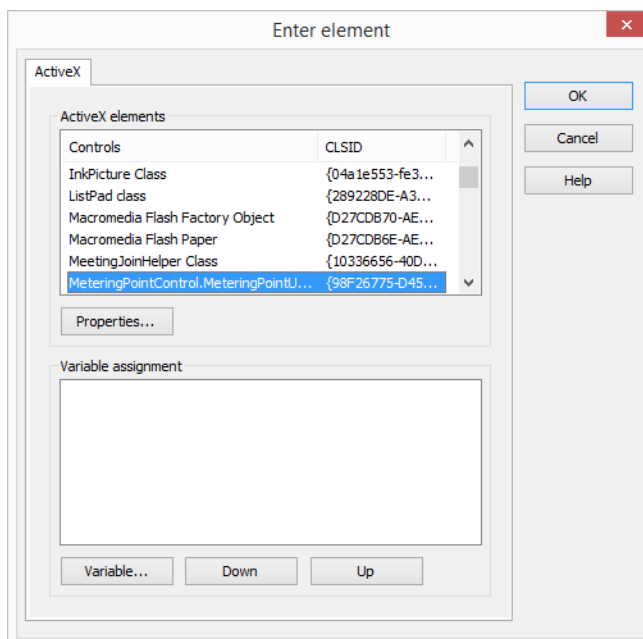 Enter element
ActiveX
OK
ActiveX elements
Controls CLSID
Cancel
InkPicture Class {04a1e553-fe3...
Help
ListPad class {289228DE-A3...
Macromedia Flash Factory Object {D27CDB70-AE...
Macromedia Flash Paper {D27CDB6E-AE...
MeetingJoinHelper Class {10336656-40D...
MeteringPointControl.MeteringPointU... {98F26775-D45...
Properties...
Variable assignment
Variable... Down Up